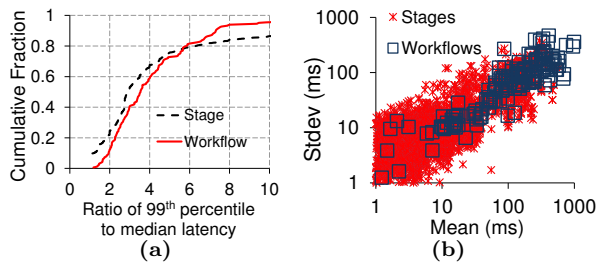 Cumulative Fraction
1
0.8
0.6
0.4
0.2
0
0 2 4 6 8 10
Stage
Workflow
Ratio of 99th percentile
to median latency
(a)
Stdev (ms)
1000
100
10
1
1 10 100 1000
Stages
Workflows
Mean (ms)
(b)